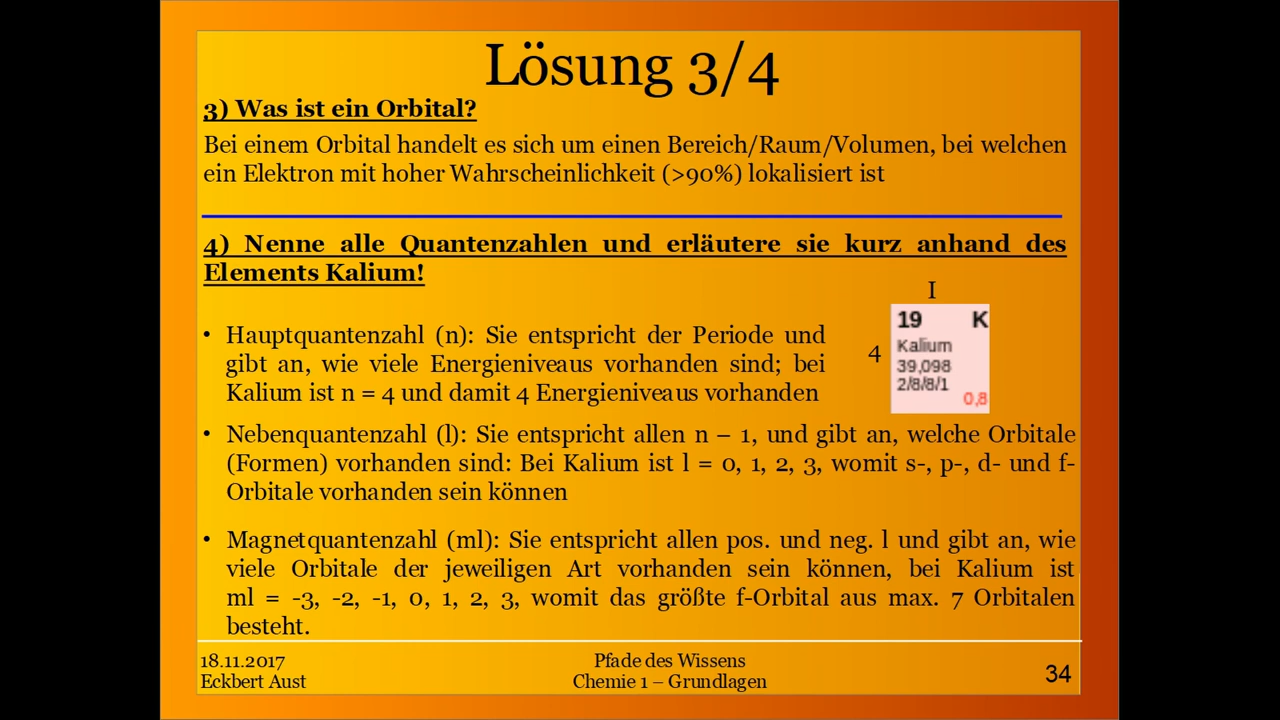 Lösung 3/4
3) Was ist ein Orbital?
Bei einem Orbital handelt es sich um einen Bereich/Raum/Volumen, bei welchen
ein Elektron mit hoher Wahrscheinlichkeit (>90%) lokalisiert ist
4) Nenne alle Quantenzahlen und erläutere sie kurz anhand des
Elements Kalium!
I
4
19 K
Kalium
39,098
2/8/8/1
0,8
• Hauptquantenzahl (n): Sie entspricht der Periode und
gibt an, wie viele Energieniveaus vorhanden sind; bei
Kalium ist n = 4 und damit 4 Energieniveaus vorhanden
• Nebenquantenzahl (l): Sie entspricht allen n – 1, und gibt an, welche Orbitale
(Formen) vorhanden sind: Bei Kalium ist l = 0, 1, 2, 3, womit s-, p-, d- und f-
Orbitale vorhanden sein können
• Magnetquantenzahl (ml): Sie entspricht allen pos. und neg. l und gibt an, wie
viele Orbitale der jeweiligen Art vorhanden sein können, bei Kalium ist
ml = -3, -2, -1, 0, 1, 2, 3, womit das größte f-Orbital aus max. 7 Orbitalen
besteht.
18.11.2017
Eckbert Aust
Pfade des Wissens
Chemie 1 – Grundlagen
34